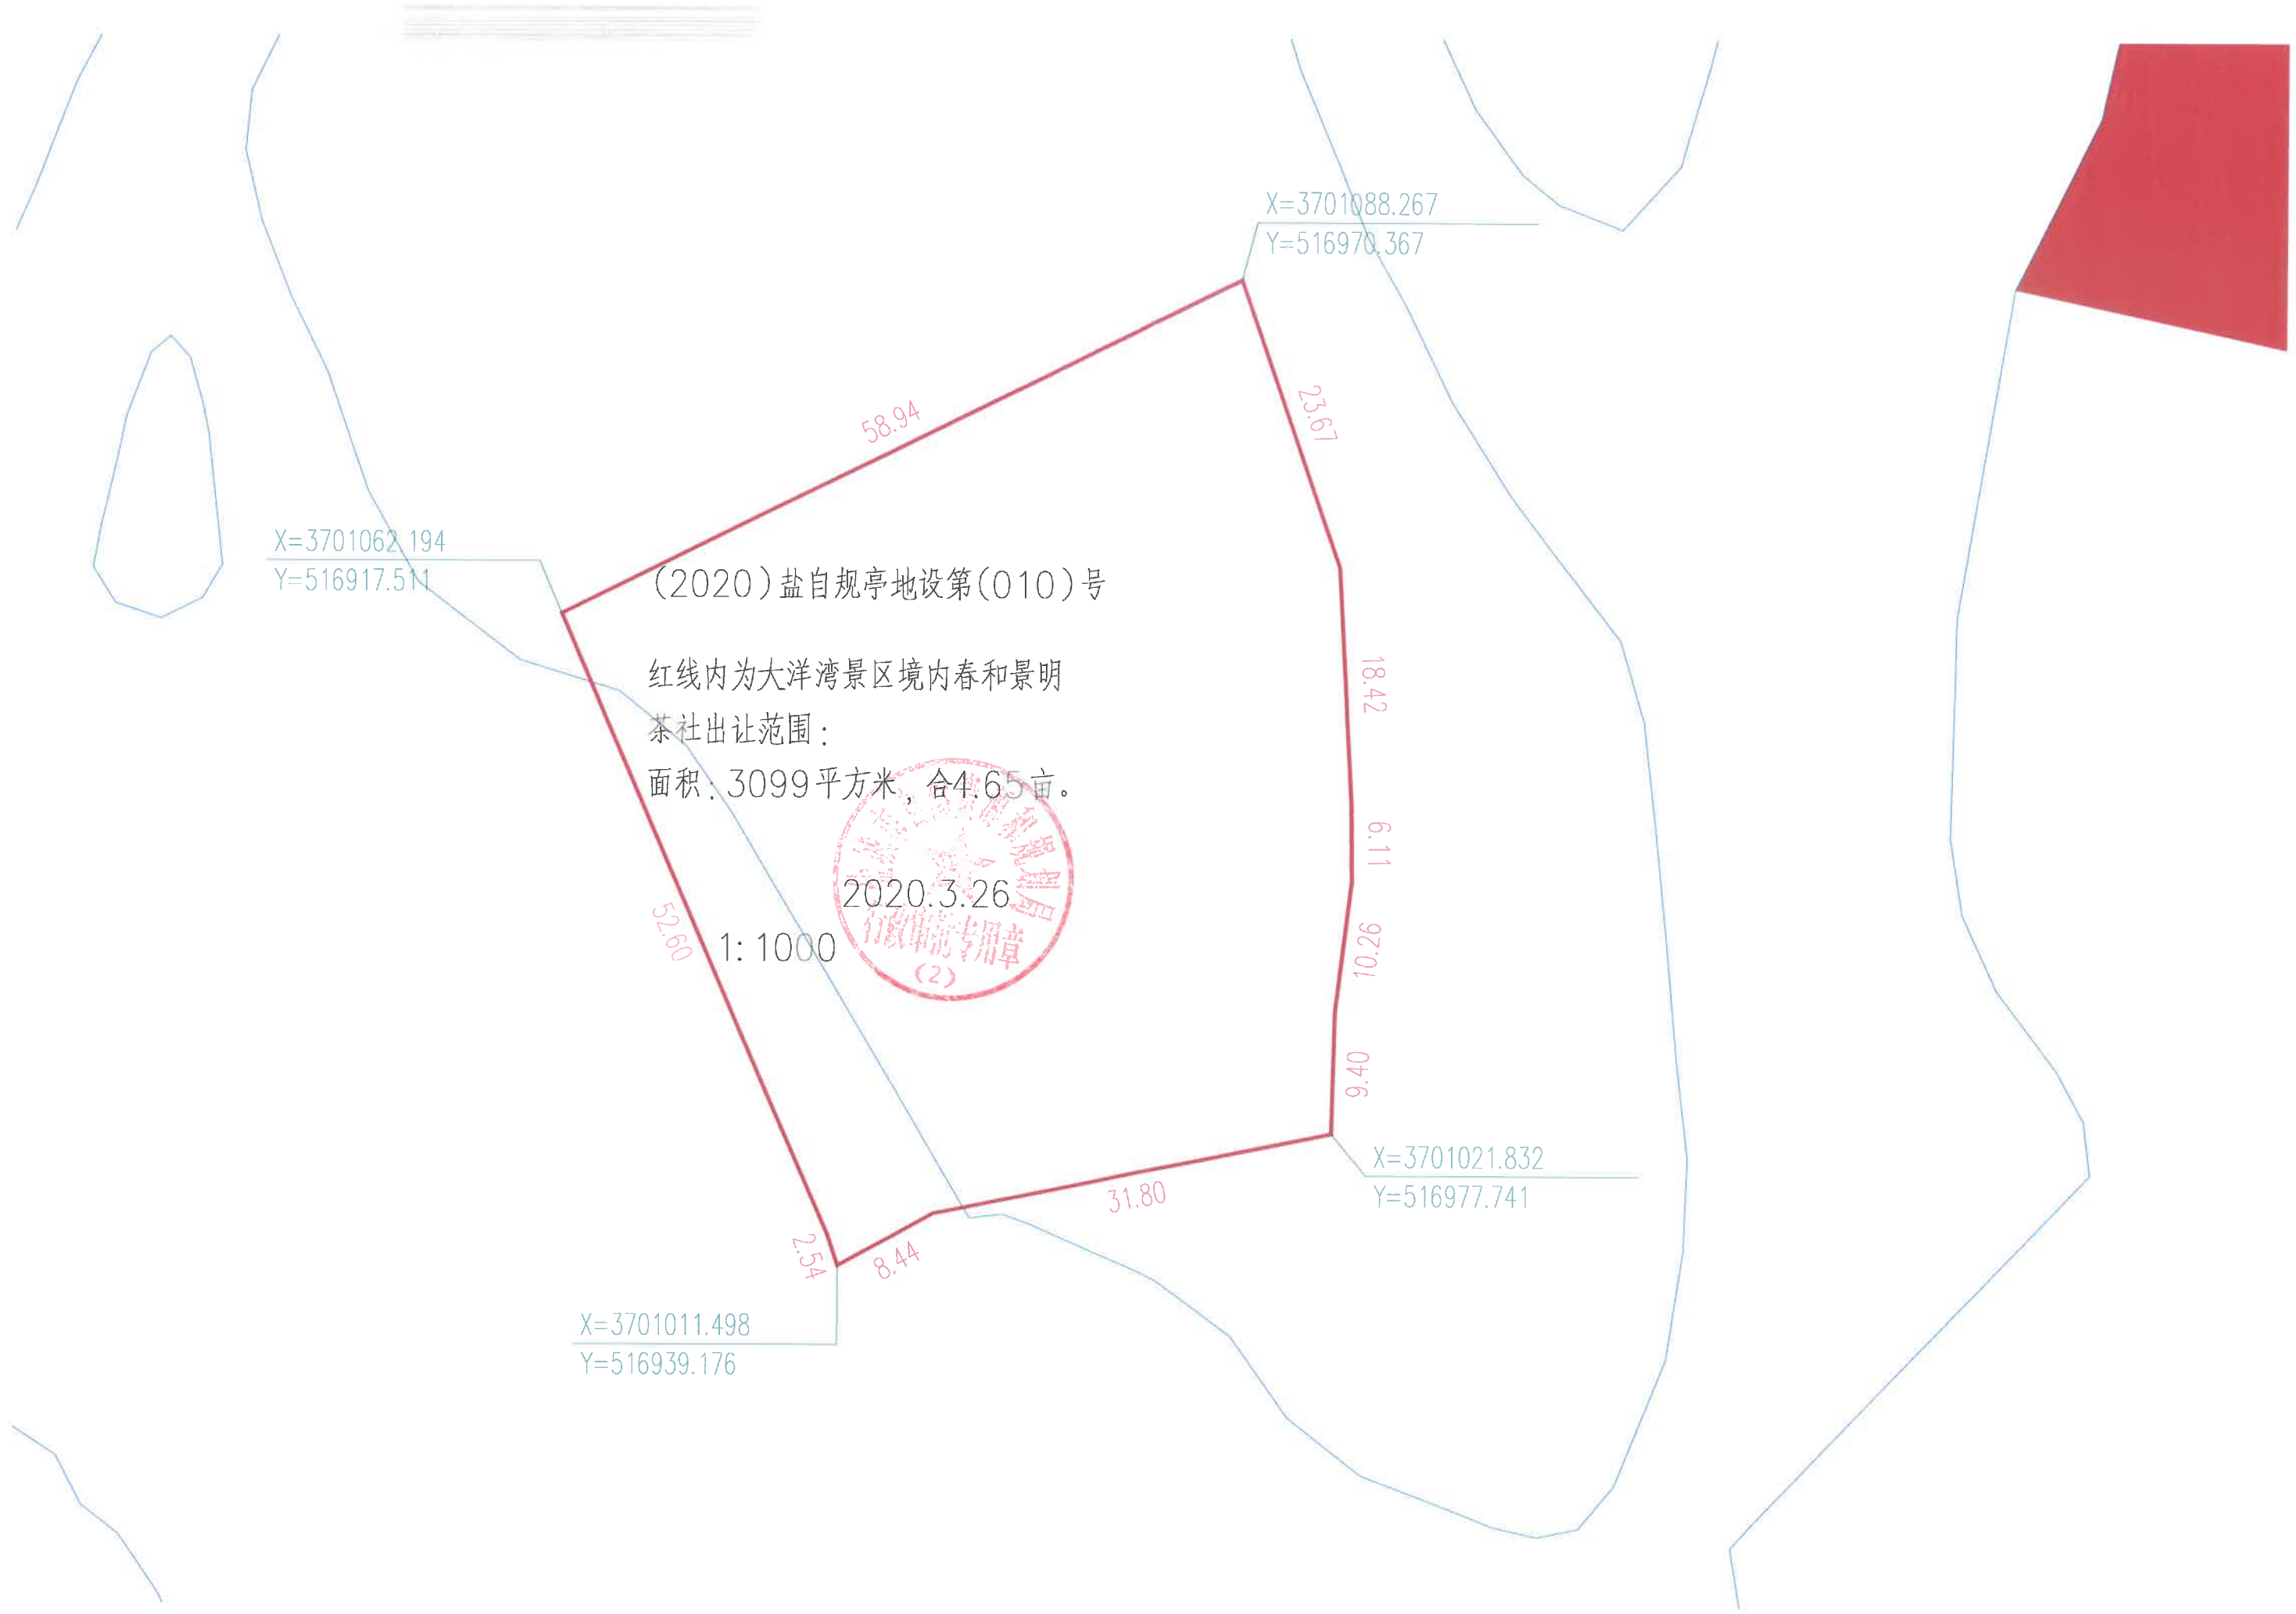 X=3701088.267
Y=516970.367
58.94
23.67
X=3701062.194
Y=516917.511
(2020)盐自规亭地设第(010)号
红线内为大洋湾景区境内春和景明
茶社出让范围：
面积：3099平方米，合4.65亩。
18.42
6.11
2020.3.26
52.60
1:1000
10.26
(2)
9.40
X=3701021.832
Y=516977.741
31.80
2.54
8.44
X=3701011.498
Y=516939.176